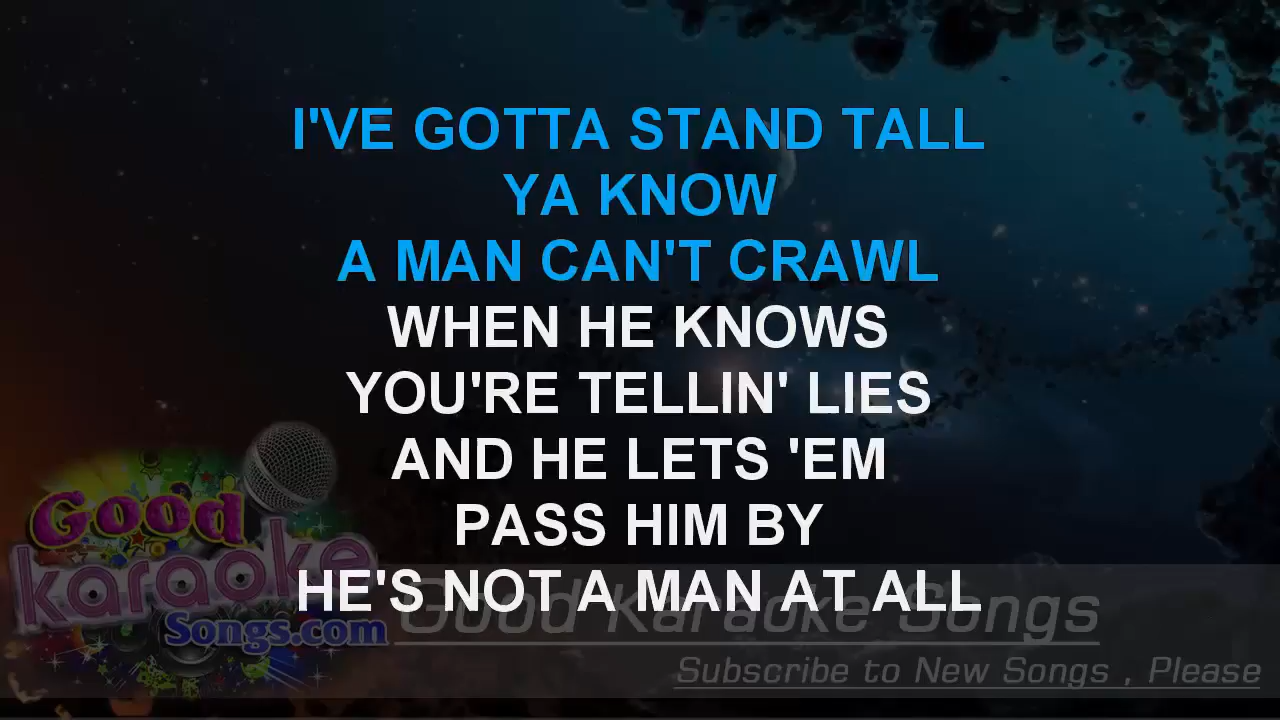 I'VE GOTTA STAND TALL
YA KNOW
A MAN CAN'T CRAWL
WHEN HE KNOWS
YOU'RE TELLIN' LIES
AND HE LETS 'EM
PASS HIM BY
HE'S NOT A MAN AT ALL
Good
karaoke
Songs.com
Good Karaoke Songs
Subscribe to New Songs , Please